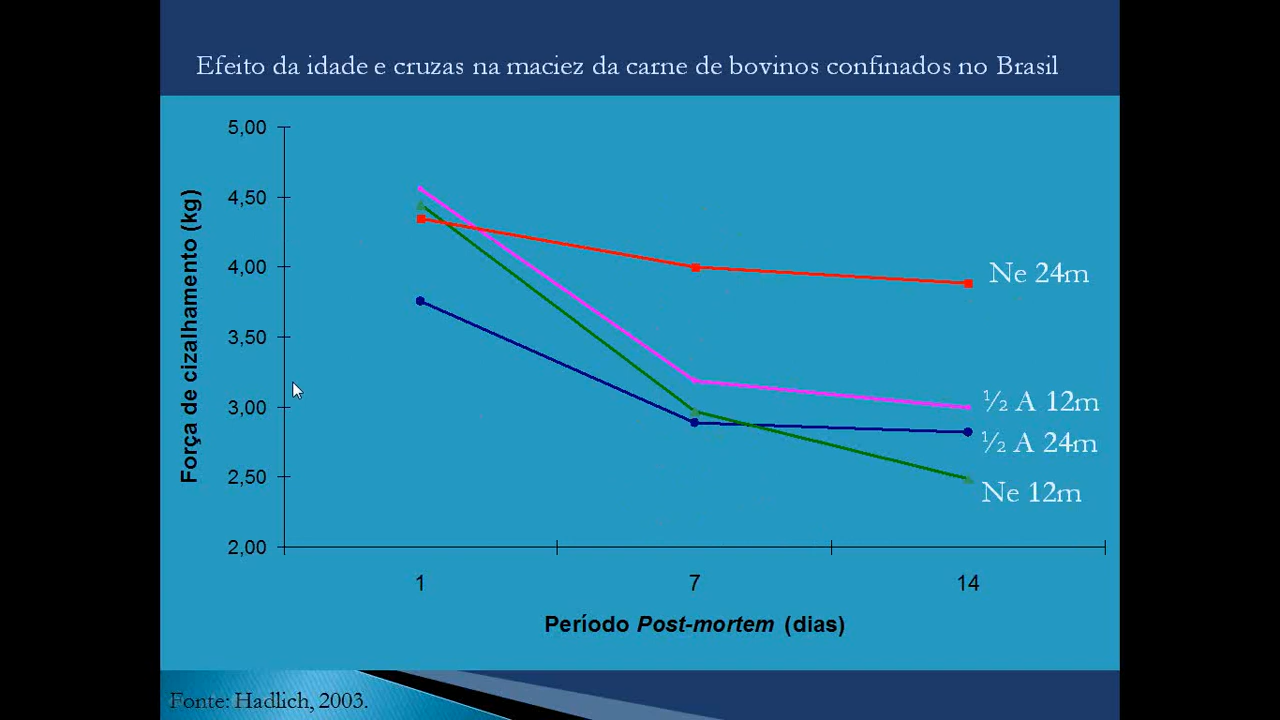 Efeito da idade e cruzas na maciez da carne de bovinos confinados no Brasil
5,00
4,50
4,00
3,50
3,00
2,50
2,00
Força de cizalhamento (kg)
Ne 24m
½ A 12m
½ A 24m
Ne 12m
1 7 14
Período Post-mortem (dias)
Fonte: Hadlich, 2003.